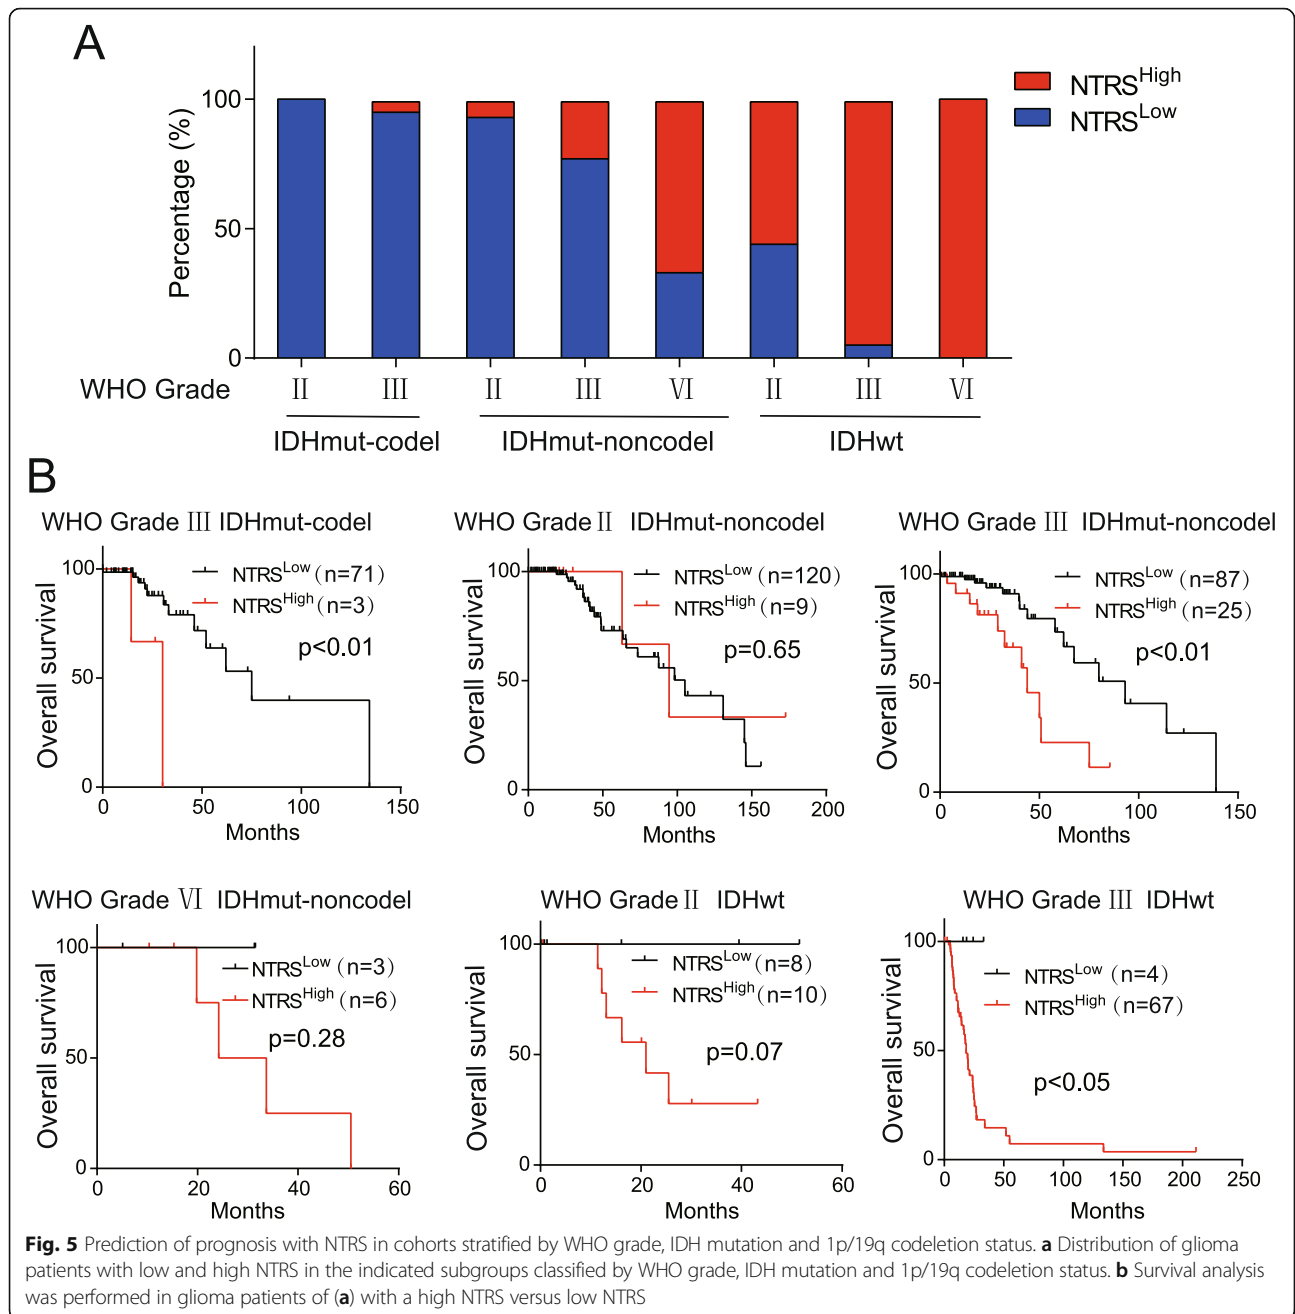 A
NTRSHigh
NTRSLow
Percentage (%)
100
50
0
WHO Grade II III II III VI II III VI
IDHmut-codel IDHmut-noncodel IDHwt
B
WHO Grade III IDHmut-codel
Overall survival
100
50
0
NTRSLow (n=71)
NTRSHigh (n=3)
p<0.01
0 50 100 150
Months
WHO Grade II IDHmut-noncodel
Overall survival
100
50
0
NTRSLow (n=120)
NTRSHigh (n=9)
p=0.65
0 50 100 150 200
Months
WHO Grade III IDHmut-noncodel
Overall survival
100
50
0
NTRSLow (n=87)
NTRSHigh (n=25)
p<0.01
0 50 100 150
Months
WHO Grade VI IDHmut-noncodel
Overall survival
100
50
0
NTRSLow (n=3)
NTRSHigh (n=6)
p=0.28
0 20 40 60
Months
WHO Grade II IDHwt
Overall survival
100
50
0
NTRSLow (n=8)
NTRSHigh (n=10)
p=0.07
0 20 40 60
Months
WHO Grade III IDHwt
Overall survival
100
50
0
NTRSLow (n=4)
NTRSHigh (n=67)
p<0.05
0 50 100 150 200 250
Months
Fig. 5 Prediction of prognosis with NTRS in cohorts stratified by WHO grade, IDH mutation and 1p/19q codeletion status. a Distribution of glioma
patients with low and high NTRS in the indicated subgroups classified by WHO grade, IDH mutation and 1p/19q codeletion status. b Survival analysis
was performed in glioma patients of (a) with a high NTRS versus low NTRS